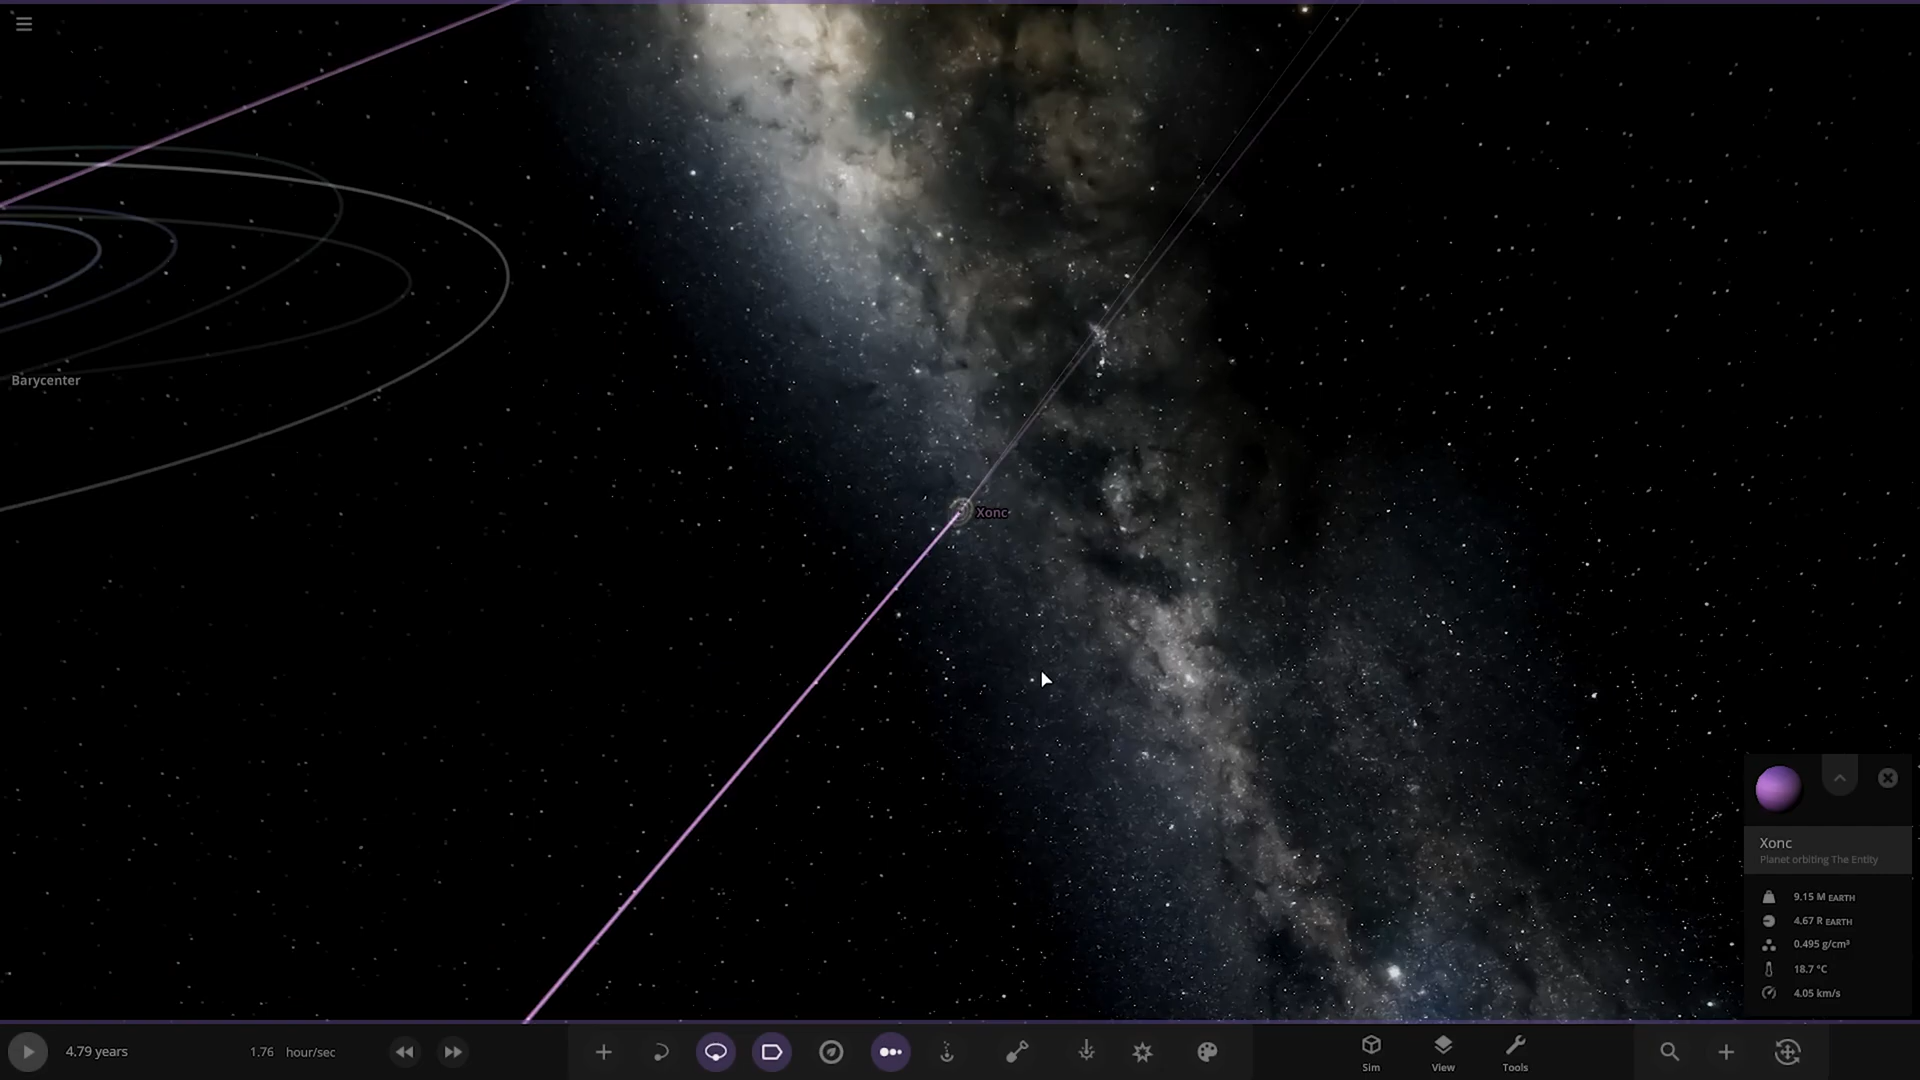 Barycenter
Xonc
Xonc
Planet orbiting The Entity
9.15 M EARTH
4.67 R EARTH
0.495 g/cm³
18.7 °C
4.05 km/s
4.79 years
1.76 hour/sec
Sim
View
Tools